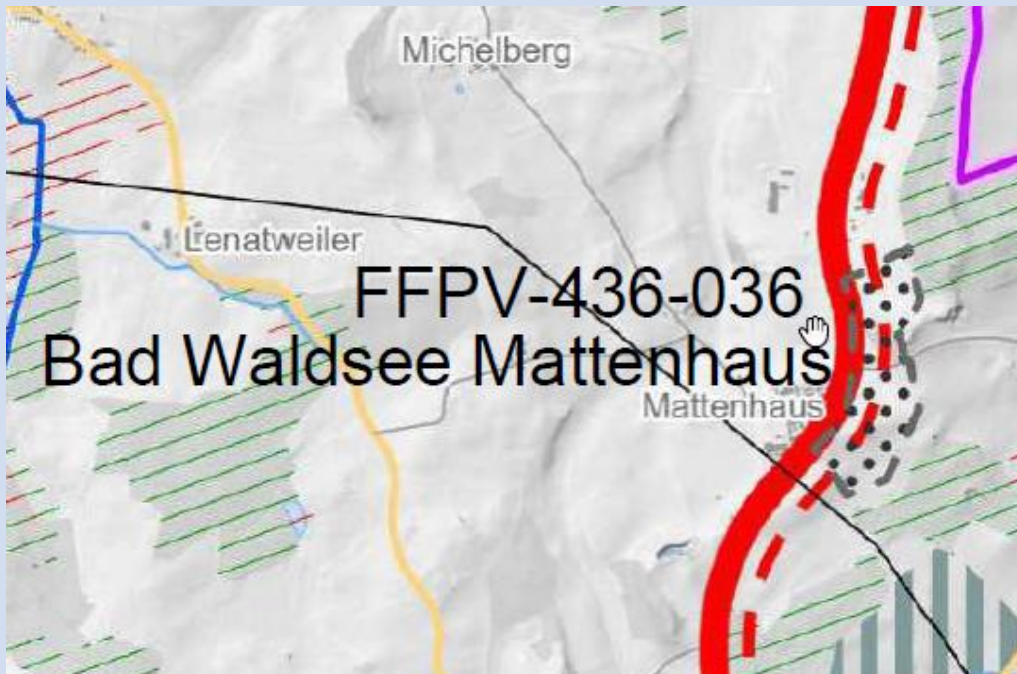 Michelberg
Lenatweiler
FFPV-436-036
Bad Waldsee Mattenhaus
Mattenhaus